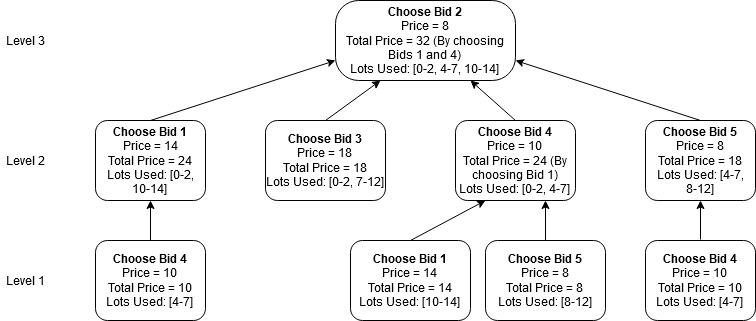 Level 3
Choose Bid 2
Price = 8
Total Price = 32 (By choosing
Bids 1 and 4)
Lots Used: [0-2, 4-7, 10-14]
Level 2
Choose Bid 1
Price = 14
Total Price = 24
Lots Used: [0-2,
10-14]
Choose Bid 3
Price = 18
Total Price = 18
Lots Used: [0-2, 7-12]
Choose Bid 4
Price = 10
Total Price = 24 (By
choosing Bid 1)
Lots Used: [0-2, 4-7]
Choose Bid 5
Price = 8
Total Price = 18
Lots Used: [4-7,
8-12]
Level 1
Choose Bid 4
Price = 10
Total Price = 10
Lots Used: [4-7]
Choose Bid 1
Price = 14
Total Price = 14
Lots Used: [10-14]
Choose Bid 5
Price = 8
Total Price = 8
Lots Used: [8-12]
Choose Bid 4
Price = 10
Total Price = 10
Lots Used: [4-7]